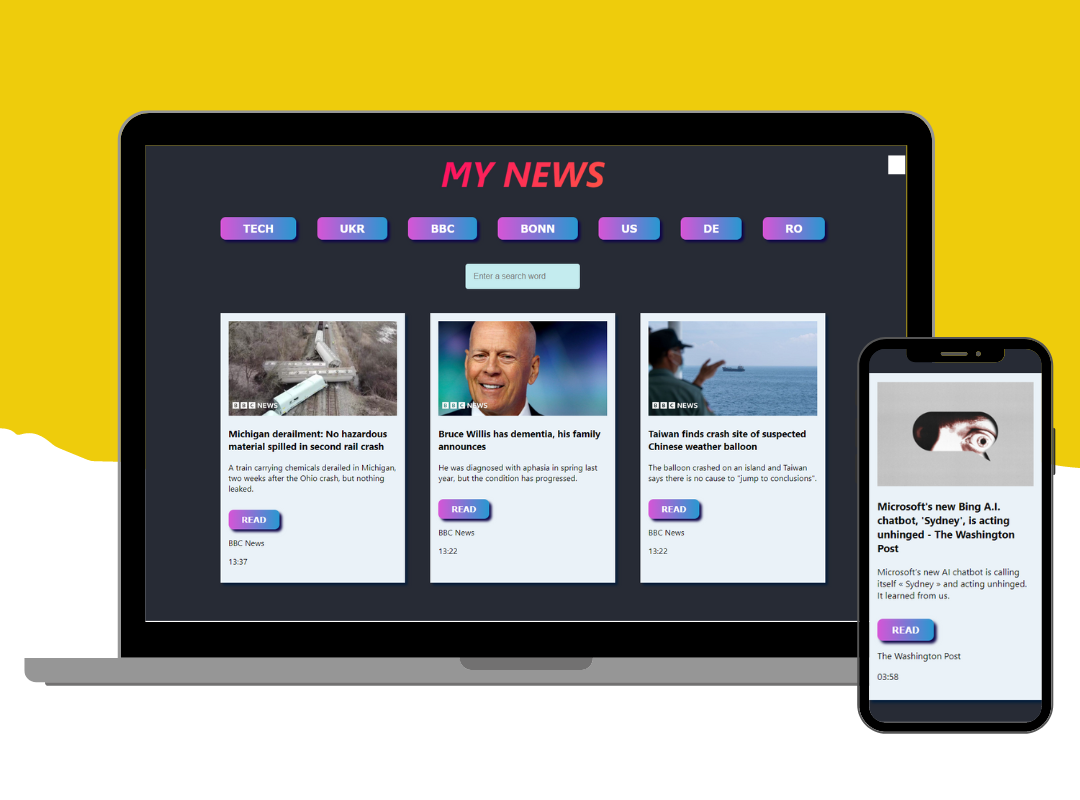 MY NEWS
TECH UKR BBC BONN US DE RO
Enter a search word
BBC NEWS
Michigan derailment: No hazardous
material spilled in second rail crash
A train carrying chemicals derailed in Michigan,
two weeks after the Ohio crash, but nothing
leaked.
READ
BBC News
13:37
BBC NEWS
Bruce Willis has dementia, his family
announces
He was diagnosed with aphasia in spring last
year, but the condition has progressed.
READ
BBC News
13:22
BBC NEWS
Taiwan finds crash site of suspected
Chinese weather balloon
The balloon crashed on an island and Taiwan
says there is no cause to "jump to conclusions".
READ
BBC News
13:22
Microsoft's new Bing A.I.
chatbot, 'Sydney', is acting
unhinged - The Washington
Post
Microsoft's new AI chatbot is calling
itself « Sydney » and acting unhinged.
It learned from us.
READ
The Washington Post
03:58